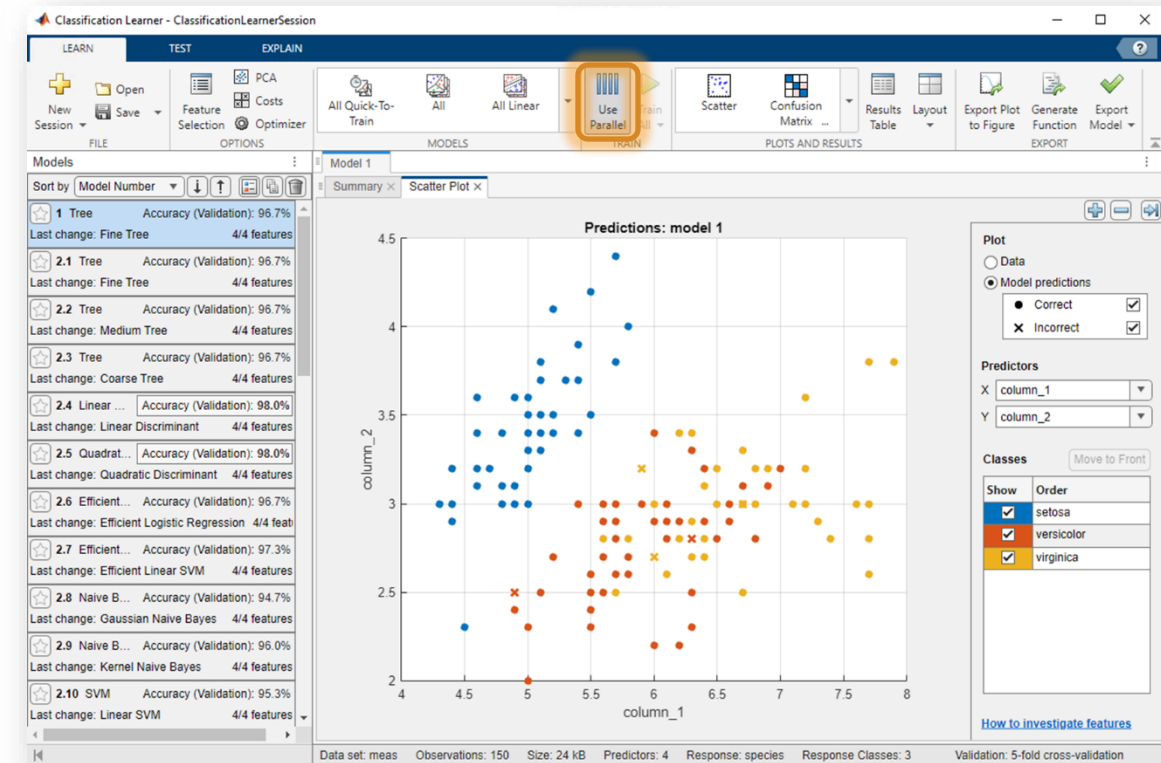 Classification Learner - ClassificationLearnerSession
LEARN TEST EXPLAIN
New Session
Open
Save
FILE
Feature Selection
PCA
Costs
Optimizer
OPTIONS
All Quick-To-Train
All
All Linear
MODELS
Use Parallel
Train All
TRAIN
Scatter
Confusion Matrix ...
Results Table
Layout
PLOTS AND RESULTS
Export Plot to Figure
Generate Function
Export Model
EXPORT
Models
Sort by Model Number
1 Tree Accuracy (Validation): 96.7%
Last change: Fine Tree 4/4 features
2.1 Tree Accuracy (Validation): 96.7%
Last change: Fine Tree 4/4 features
2.2 Tree Accuracy (Validation): 96.7%
Last change: Medium Tree 4/4 features
2.3 Tree Accuracy (Validation): 96.7%
Last change: Coarse Tree 4/4 features
2.4 Linear ... Accuracy (Validation): 98.0%
Last change: Linear Discriminant 4/4 features
2.5 Quadrat... Accuracy (Validation): 98.0%
Last change: Quadratic Discriminant 4/4 features
2.6 Efficient... Accuracy (Validation): 96.7%
Last change: Efficient Logistic Regression 4/4 feat
2.7 Efficient... Accuracy (Validation): 97.3%
Last change: Efficient Linear SVM 4/4 features
2.8 Naive B... Accuracy (Validation): 94.7%
Last change: Gaussian Naive Bayes 4/4 features
2.9 Naive B... Accuracy (Validation): 96.0%
Last change: Kernel Naive Bayes 4/4 features
2.10 SVM Accuracy (Validation): 95.3%
Last change: Linear SVM 4/4 features
Model 1
Summary Scatter Plot
Predictions: model 1
4.5
4
3.5
3
2.5
2
column_2
4 4.5 5 5.5 6 6.5 7 7.5 8
column_1
Plot
Data
Model predictions
Correct
Incorrect
Predictors
X column_1
Y column_2
Classes Move to Front
Show Order
setosa
versicolor
virginica
How to investigate features
Data set: meas Observations: 150 Size: 24 kB Predictors: 4 Response: species Response Classes: 3 Validation: 5-fold cross-validation